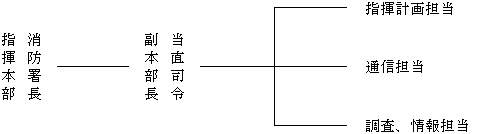 消防署長
指揮本部
当直司令
副本部長
指揮計画担当
通信担当
調査、情報担当